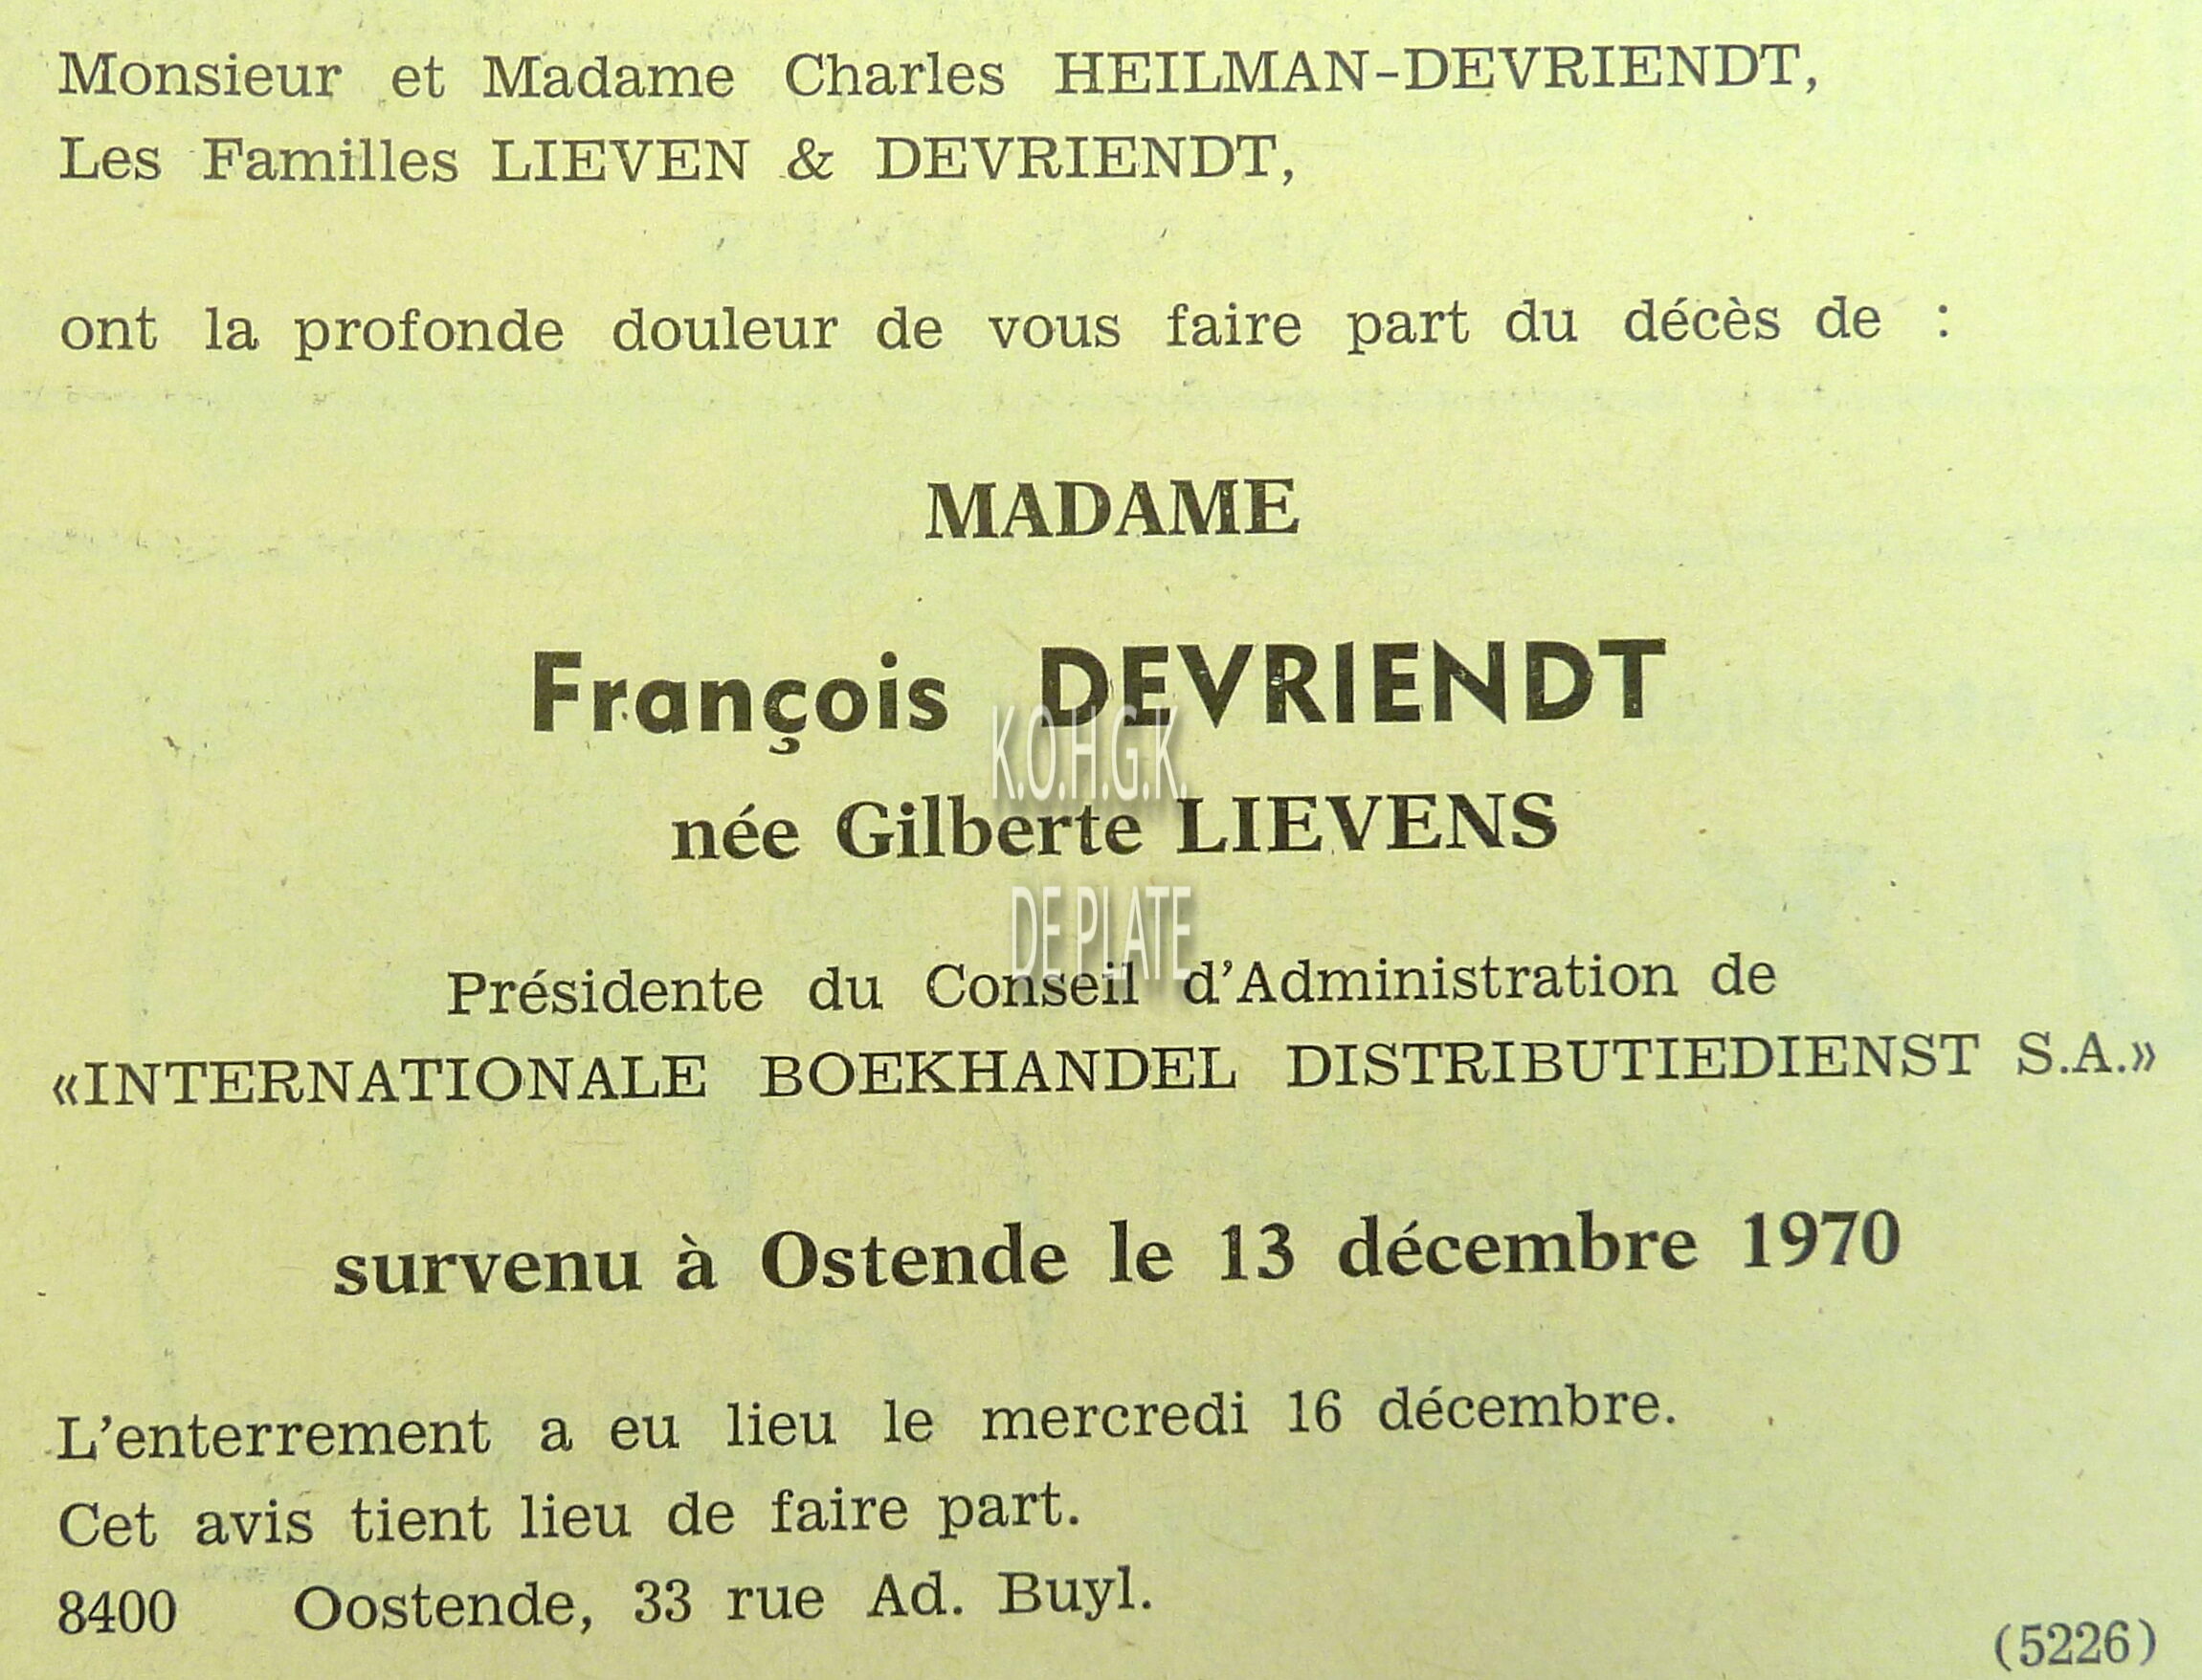 Monsieur et Madame Charles HEILMAN-DEVRIENDT,
Les Familles LIEVEN & DEVRIENDT,
ont la profonde douleur de vous faire part du décès de :
MADAME
François DEVRIENDT
K.O.H.G.K.
née Gilberte LIEVENS
DE PLATE
Présidente du Conseil d'Administration de
«INTERNATIONALE BOEKHANDEL DISTRIBUTIEDIENST S.A.»
survenu à Ostende le 13 décembre 1970
L'enterrement a eu lieu le mercredi 16 décembre.
Cet avis tient lieu de faire part.
8400 Oostende, 33 rue Ad. Buyl.
(5226)